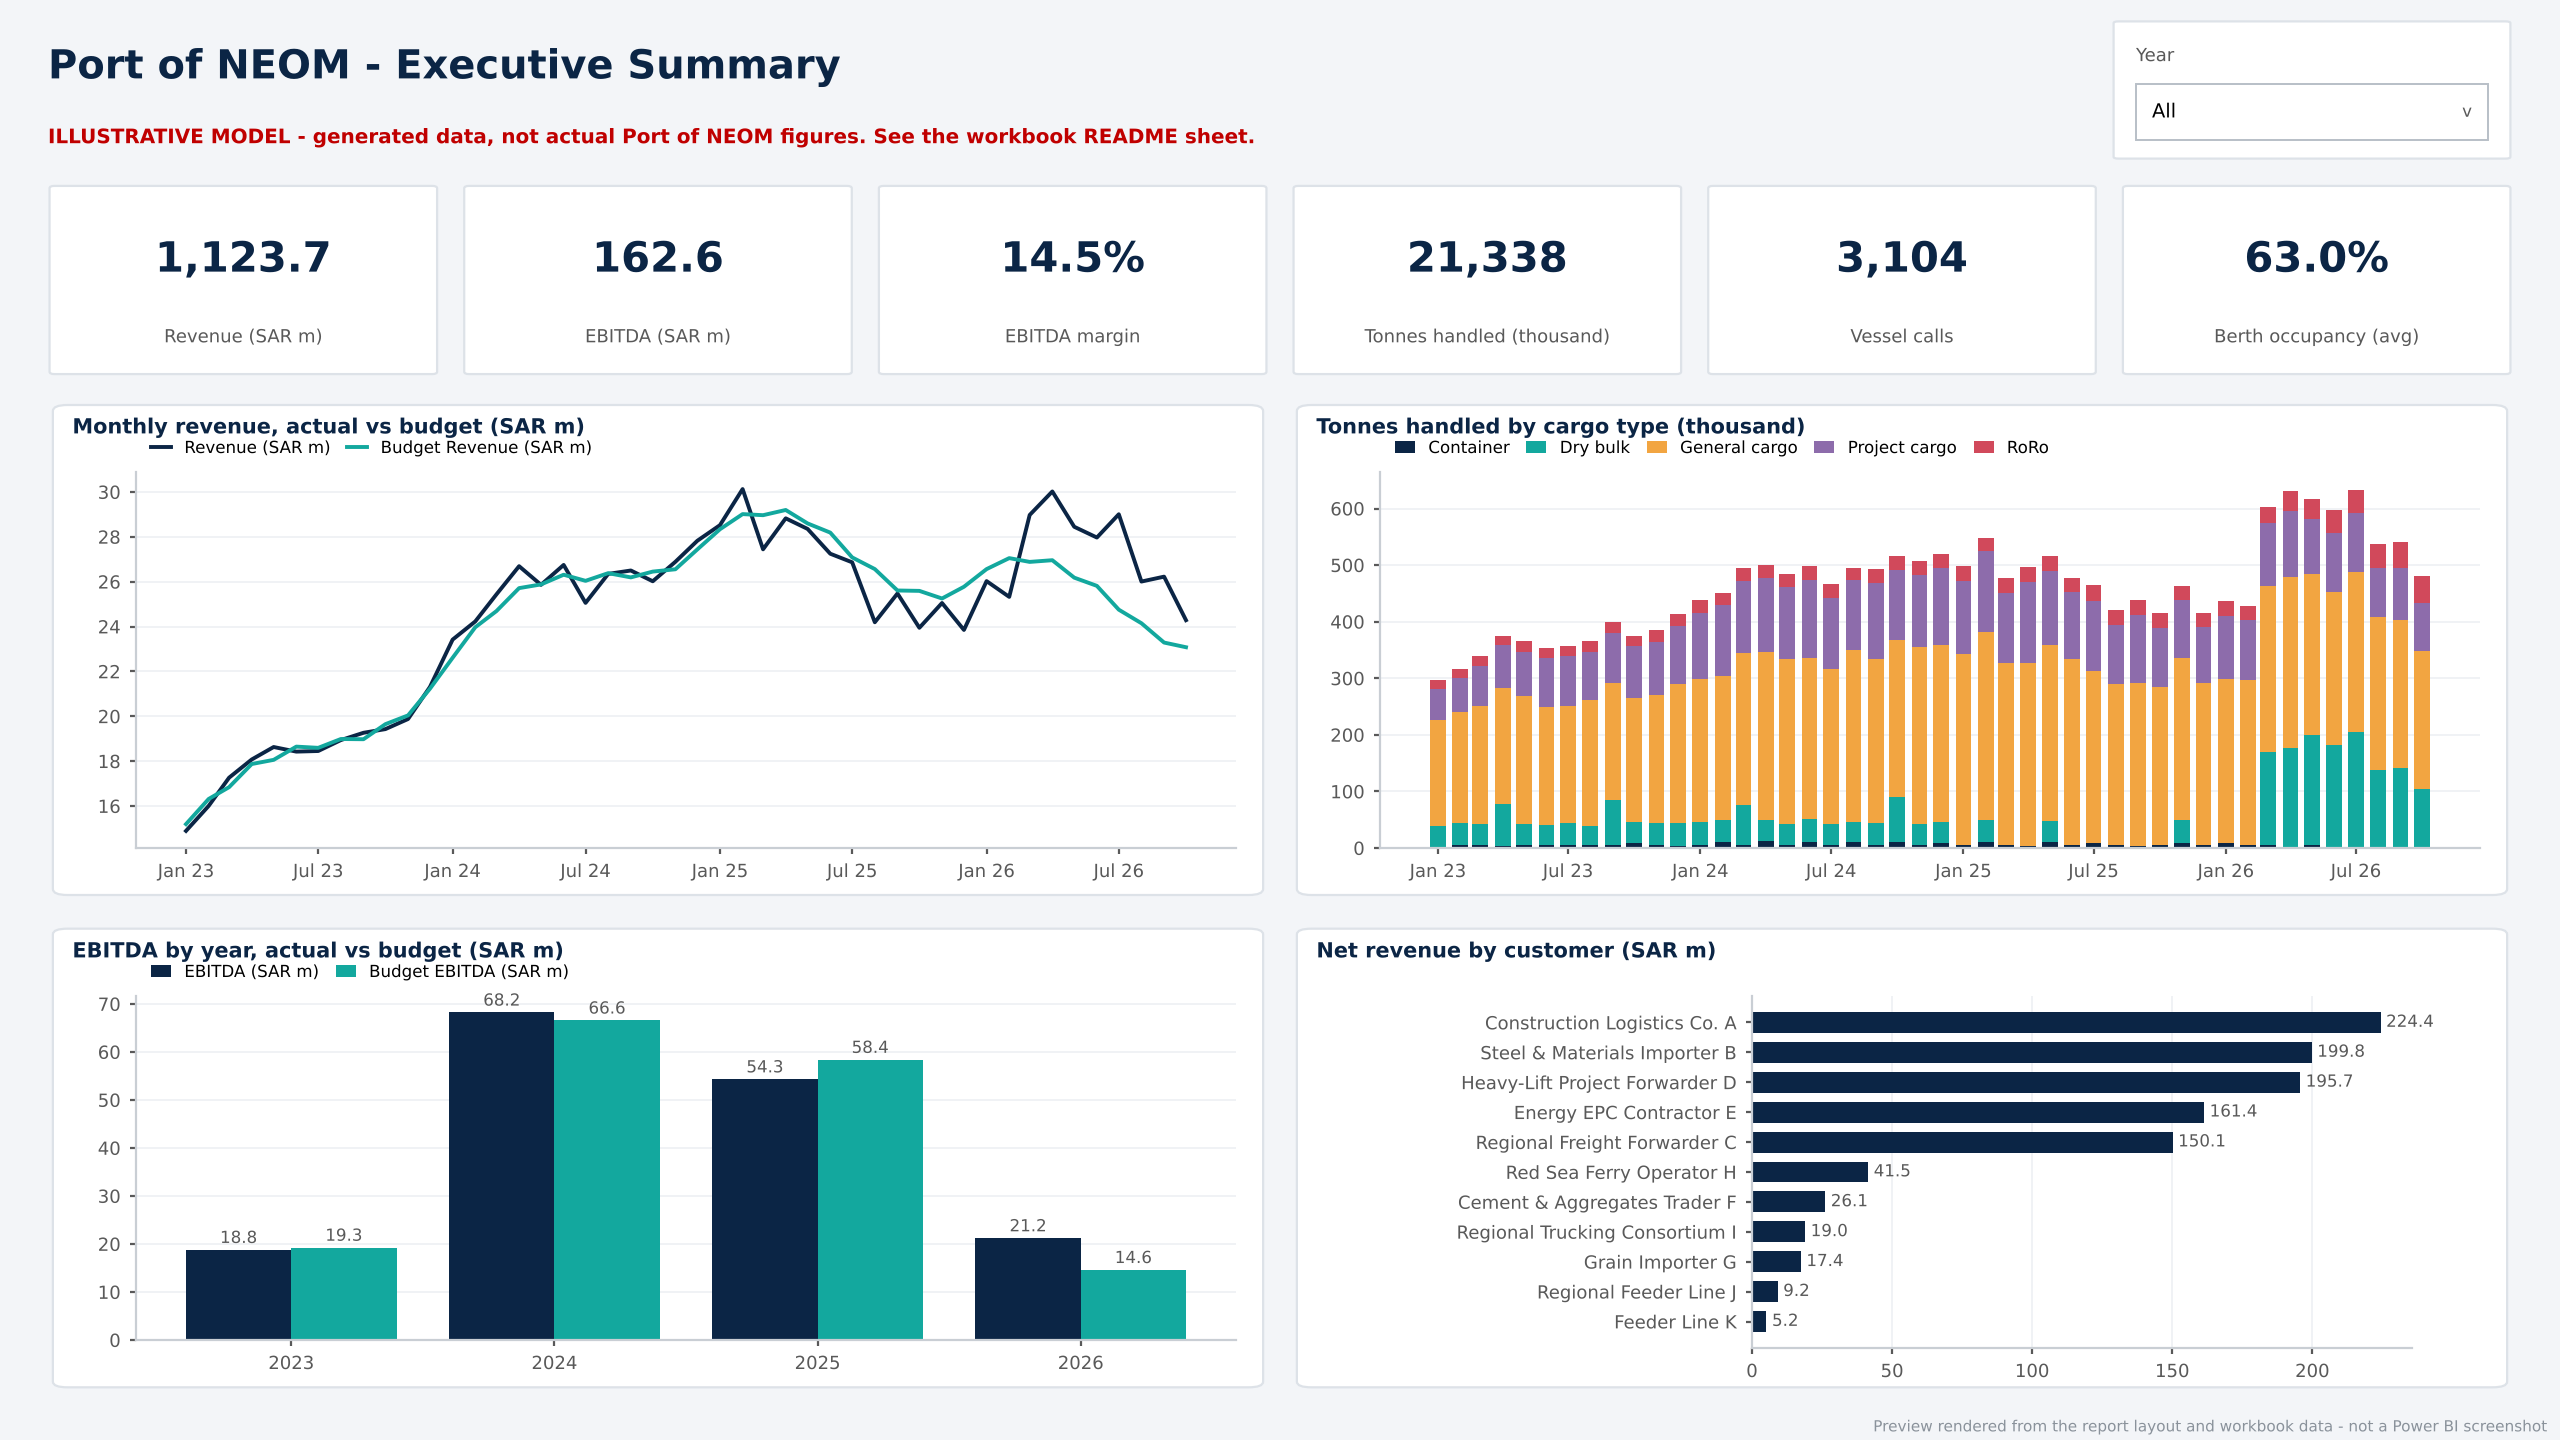 Port of NEOM - Executive Summary
Year
All
v
ILLUSTRATIVE MODEL - generated data, not actual Port of NEOM figures. See the workbook README sheet.
1,123.7
Revenue (SAR m)
162.6
EBITDA (SAR m)
14.5%
EBITDA margin
21,338
Tonnes handled (thousand)
3,104
Vessel calls
63.0%
Berth occupancy (avg)
Monthly revenue, actual vs budget (SAR m)
Revenue (SAR m) Budget Revenue (SAR m)
30
28
26
24
22
20
18
16
Jan 23 Jul 23 Jan 24 Jul 24 Jan 25 Jul 25 Jan 26 Jul 26
Tonnes handled by cargo type (thousand)
Container Dry bulk General cargo Project cargo RoRo
600
500
400
300
200
100
0
Jan 23 Jul 23 Jan 24 Jul 24 Jan 25 Jul 25 Jan 26 Jul 26
EBITDA by year, actual vs budget (SAR m)
EBITDA (SAR m) Budget EBITDA (SAR m)
70
60
50
40
30
20
10
0
18.8 19.3
68.2 66.6
54.3 58.4
21.2 14.6
2023 2024 2025 2026
Net revenue by customer (SAR m)
Construction Logistics Co. A 224.4
Steel & Materials Importer B 199.8
Heavy-Lift Project Forwarder D 195.7
Energy EPC Contractor E 161.4
Regional Freight Forwarder C 150.1
Red Sea Ferry Operator H 41.5
Cement & Aggregates Trader F 26.1
Regional Trucking Consortium I 19.0
Grain Importer G 17.4
Regional Feeder Line J 9.2
Feeder Line K 5.2
0 50 100 150 200
Preview rendered from the report layout and workbook data - not a Power BI screenshot